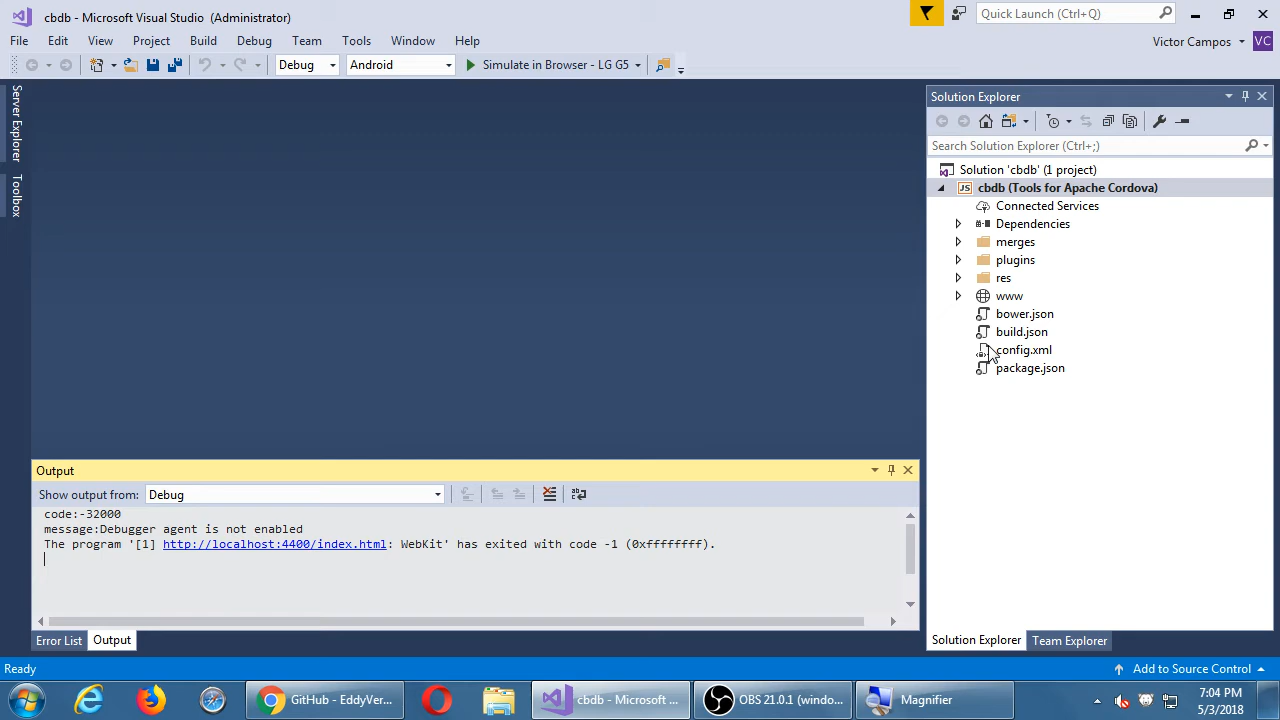 cbdb - Microsoft Visual Studio (Administrator)
Quick Launch (Ctrl+Q)
File Edit View Project Build Debug Team Tools Window Help
Victor Campos VC
Debug Android Simulate in Browser - LG G5
Server Explorer
Toolbox
Solution Explorer
Search Solution Explorer (Ctrl+;)
Solution 'cbdb' (1 project)
JS cbdb (Tools for Apache Cordova)
Connected Services
Dependencies
merges
plugins
res
www
bower.json
build.json
config.xml
package.json
Output
Show output from: Debug
code:-32000
message:Debugger agent is not enabled
The program '[1] http://localhost:4400/index.html: WebKit' has exited with code -1 (0xffffffff).
Error List Output
Solution Explorer Team Explorer
Ready
Add to Source Control
GitHub - EddyVer...
cbdb - Microsoft ...
OBS 21.0.1 (windo...
Magnifier
7:04 PM
5/3/2018